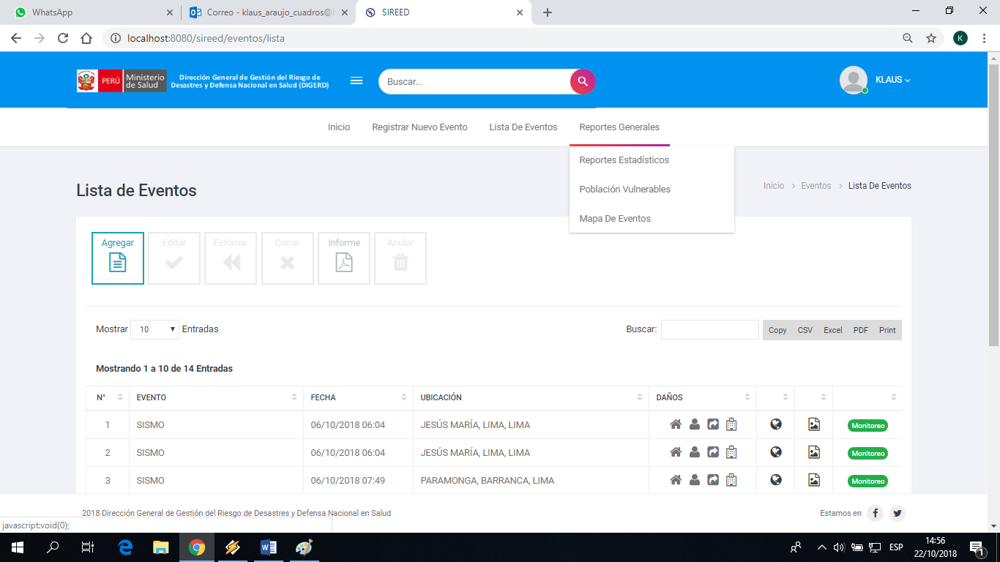 WhatsApp
Correo - klaus_araujo_cuadros@
SIREED
localhost:8080/sireed/eventos/lista
K
PERÚ
Ministerio
de Salud
Dirección General de Gestión del Riesgo de
Desastres y Defensa Nacional en Salud (DIGERD)
Buscar...
KLAUS
Inicio
Registrar Nuevo Evento
Lista De Eventos
Reportes Generales
Reportes Estadísticos
Población Vulnerables
Mapa De Eventos
Lista de Eventos
Inicio > Eventos > Lista De Eventos
Agregar
Editar
Extornar
Cerrar
Informe
Anular
Mostrar 10 Entradas
Buscar:
Copy CSV Excel PDF Print
Mostrando 1 a 10 de 14 Entradas
N° EVENTO FECHA UBICACIÓN DAÑOS
1 SISMO 06/10/2018 06:04 JESÚS MARÍA, LIMA, LIMA Monitoreo
2 SISMO 06/10/2018 06:04 JESÚS MARÍA, LIMA, LIMA Monitoreo
3 SISMO 06/10/2018 07:49 PARAMONGA, BARRANCA, LIMA Monitoreo
2018 Dirección General de Gestión del Riesgo de Desastres y Defensa Nacional en Salud
Estamos en
javascript:void(0);
ESP
14:56
22/10/2018
1